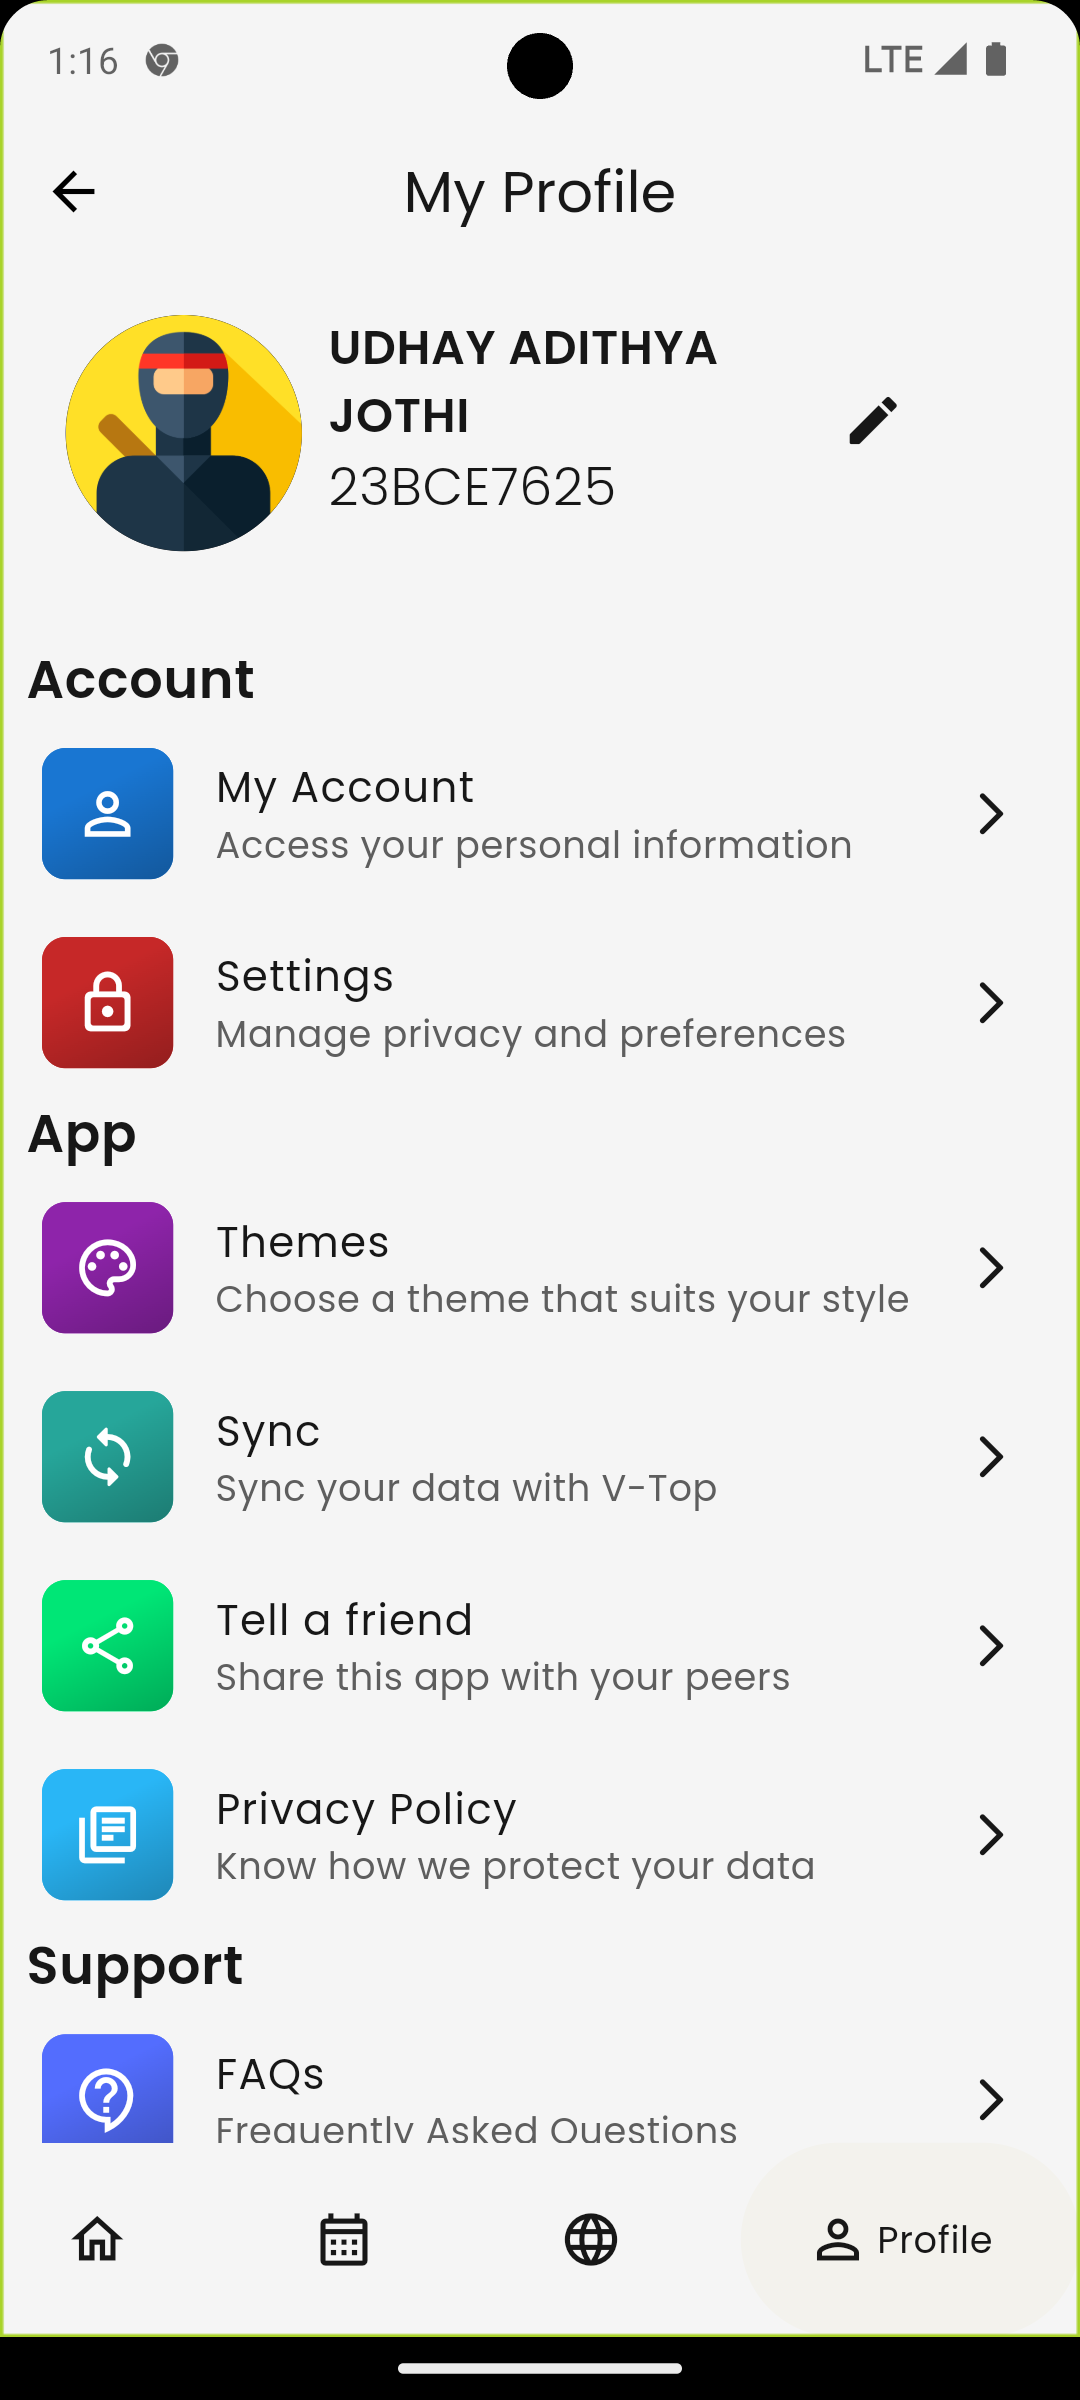 1:16
LTE
My Profile
UDHAY ADITHYA
JOTHI
23BCE7625
Account
My Account
Access your personal information
Settings
Manage privacy and preferences
App
Themes
Choose a theme that suits your style
Sync
Sync your data with V-Top
Tell a friend
Share this app with your peers
Privacy Policy
Know how we protect your data
Support
FAQs
Frequently Asked Questions
Profile